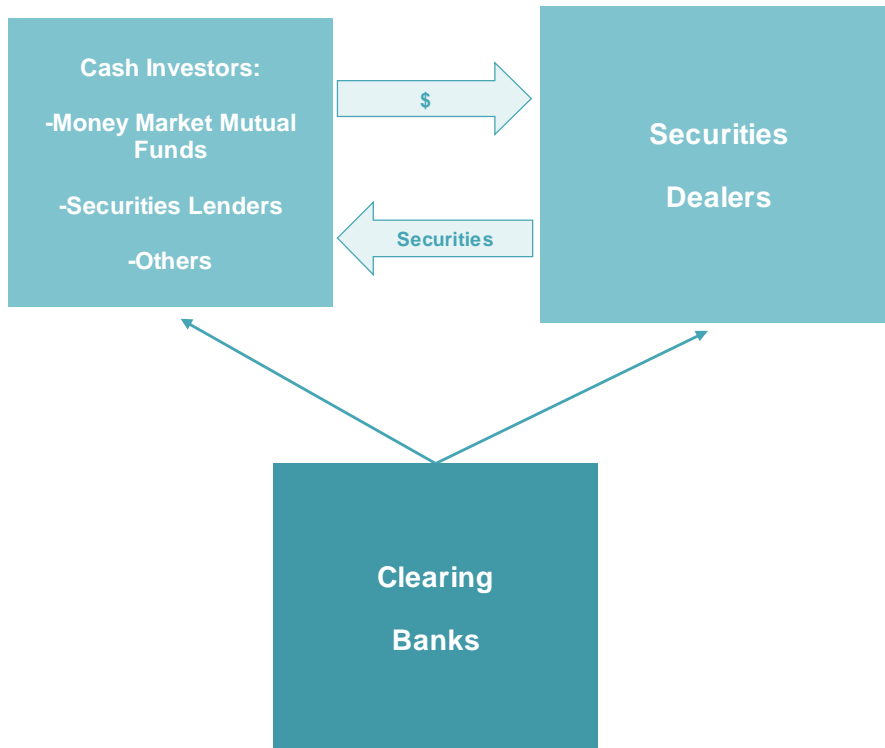 Cash Investors:
-Money Market Mutual
Funds
-Securities Lenders
-Others
$
Securities
Securities
Dealers
Clearing
Banks